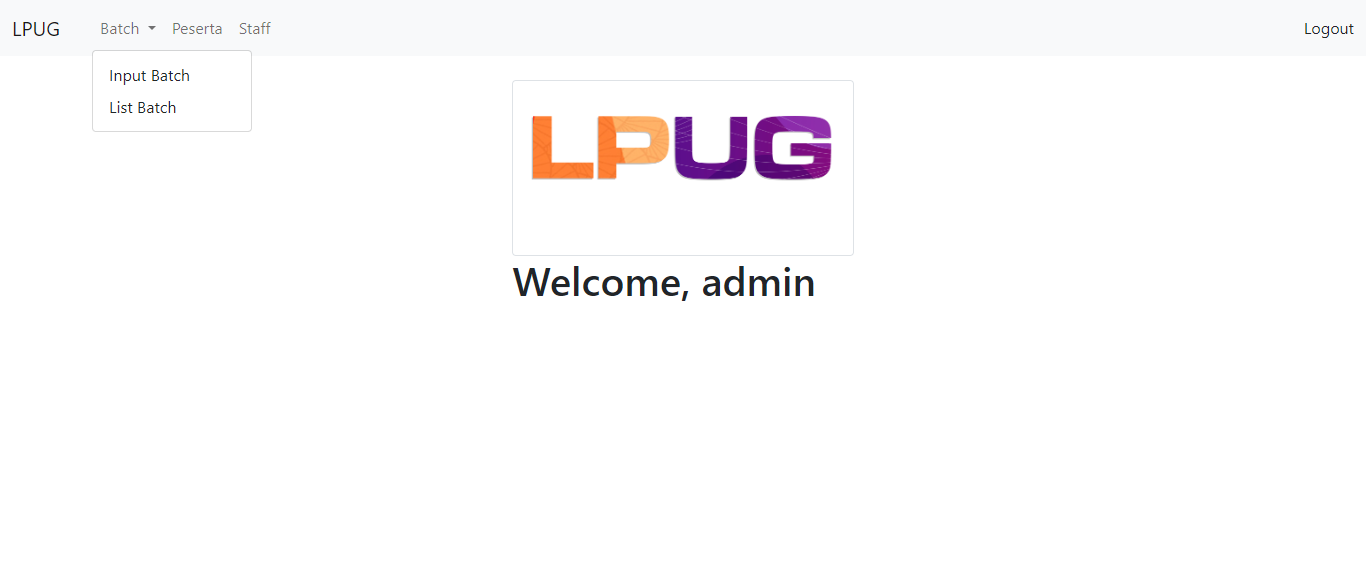 LPUG Batch Peserta Staff Logout
Input Batch
List Batch
LPUG
Welcome, admin